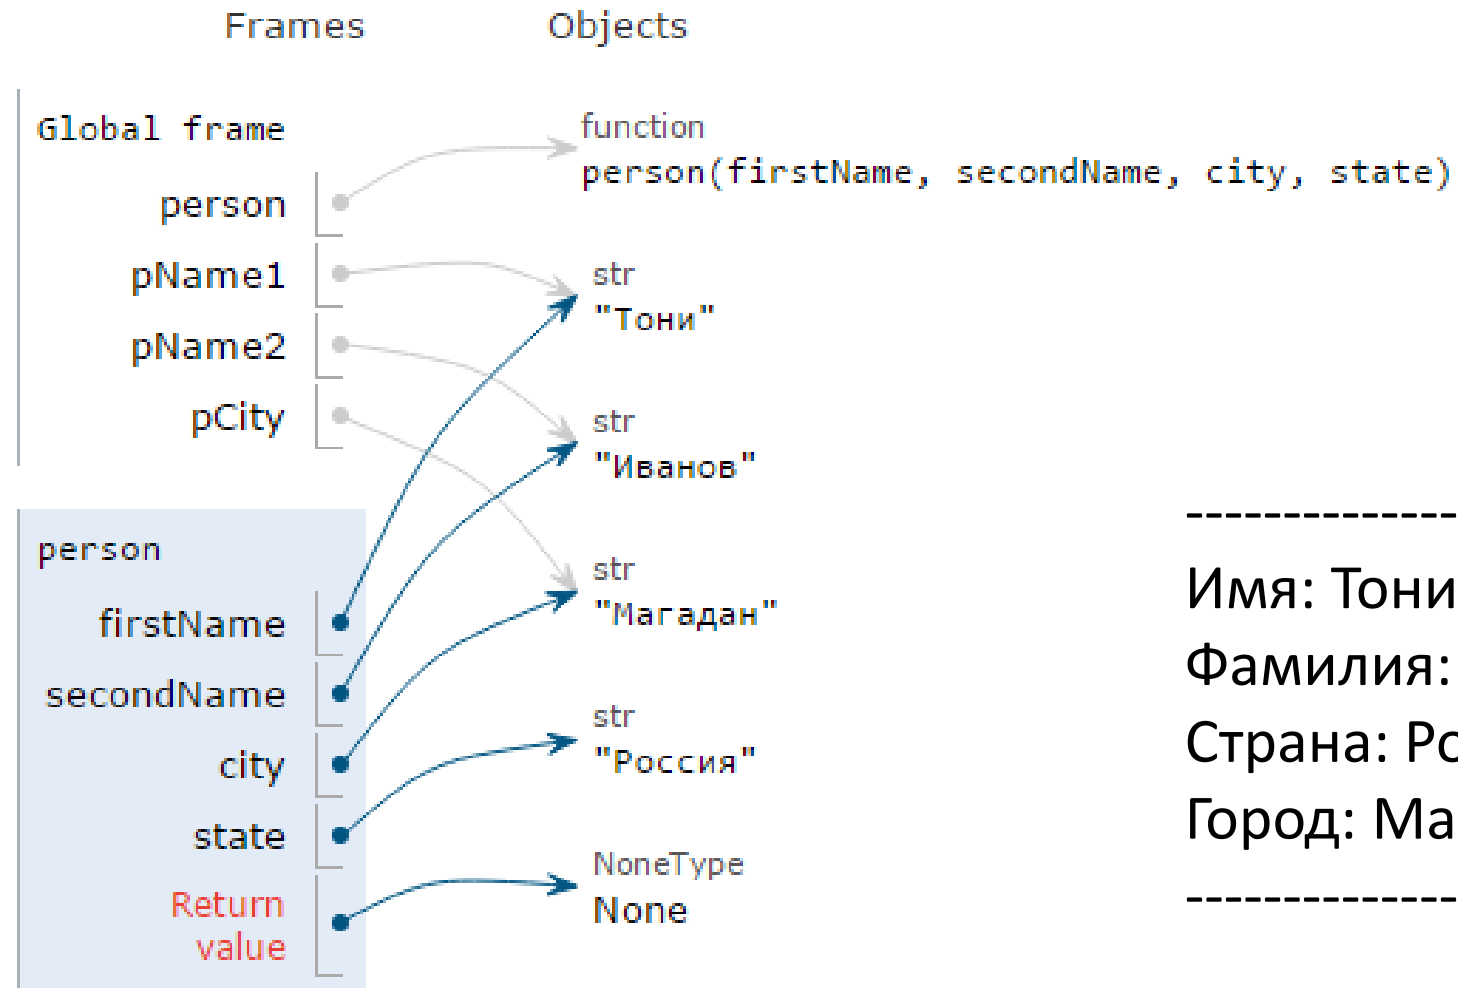 Frames Objects
Global frame
person
pName1
pName2
pCity
function
person(firstName, secondName, city, state)
str
"Тони"
str
"Иванов"
str
"Магадан"
str
"Россия"
NoneType
None
person
firstName
secondName
city
state
Return
value
--------------
Имя: Тони
Фамилия:
Страна: Ро
Город: Ма
--------------